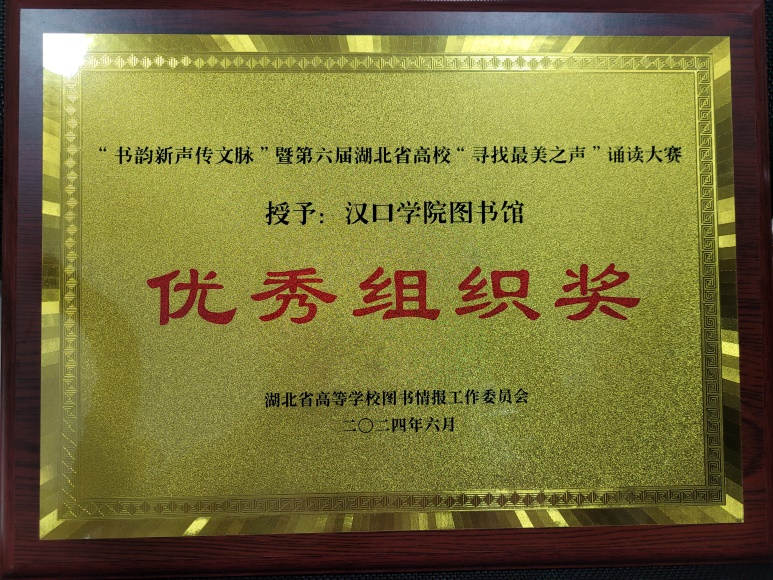 “书韵新声传文脉”暨第六届湖北省高校“寻找最美之声”诵读大赛
授予：汉口学院图书馆
优秀组织奖
湖北省高等学校图书情报工作委员会
二〇二四年六月